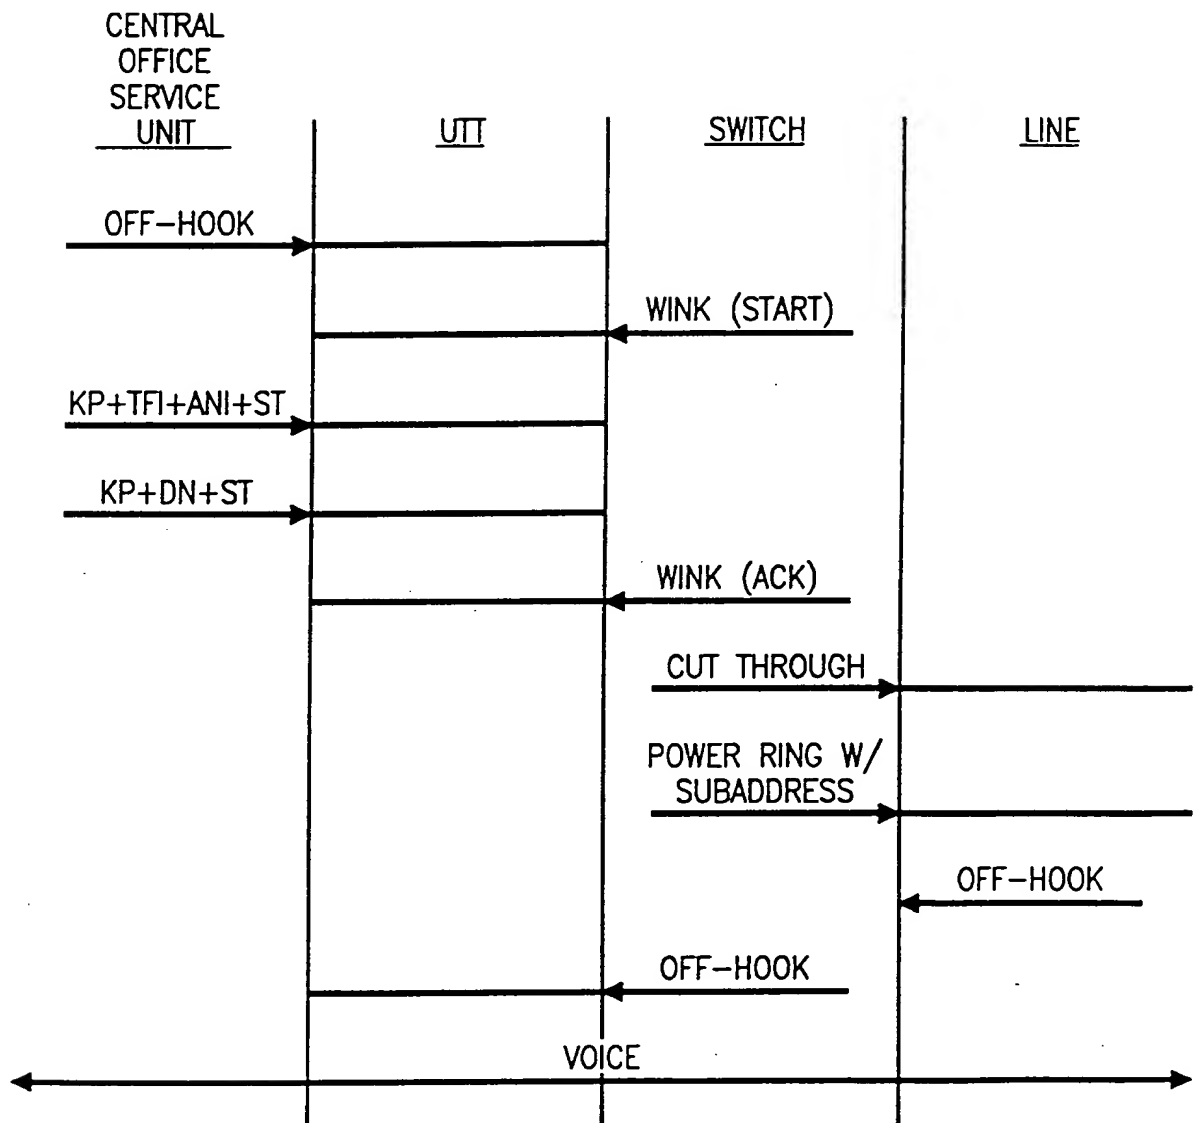 CENTRAL
OFFICE
SERVICE
UNIT
UTT
SWITCH
LINE
OFF-HOOK
WINK (START)
KP+TFI+ANI+ST
KP+DN+ST
WINK (ACK)
CUT THROUGH
POWER RING W/
SUBADDRESS
OFF-HOOK
OFF-HOOK
VOICE